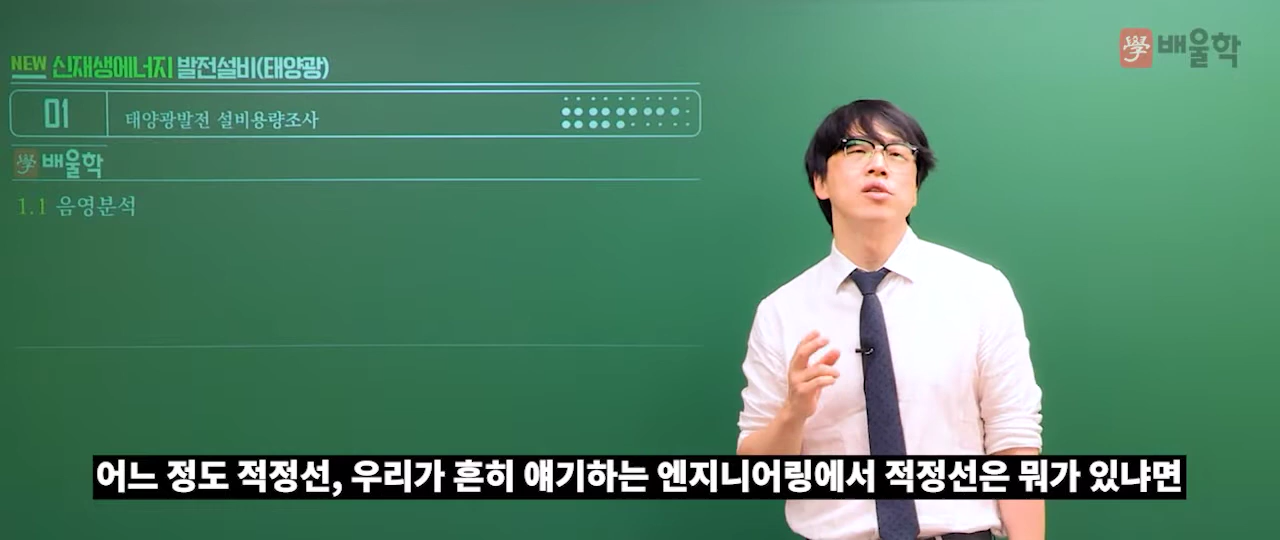 NEW 신재생에너지 발전설비(태양광)
學 배울학
01 태양광발전 설비용량조사
學 배울학
1.1 음영분석
어느 정도 적정선, 우리가 흔히 얘기하는 엔지니어링에서 적정선은 뭐가 있냐면